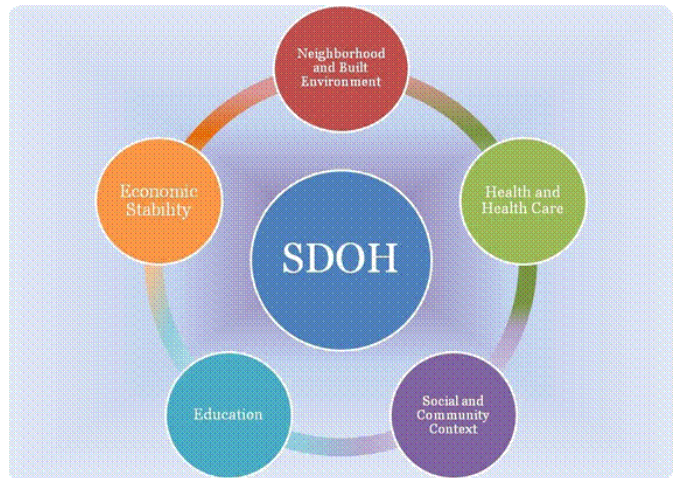 Neighborhood
and Built
Environment
Economic
Stability
Health and
Health Care
SDOH
Education
Social and
Community
Context